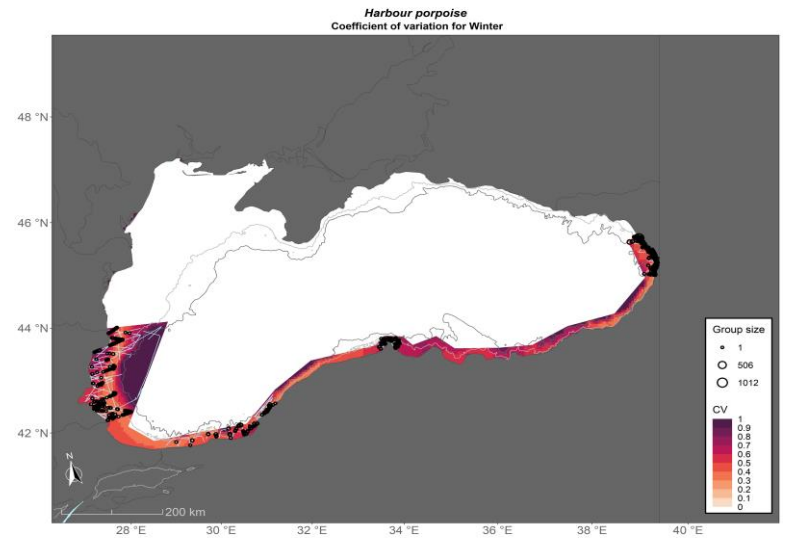 Harbour porpoise
Coefficient of variation for Winter
48 °N
46 °N
44 °N
42 °N
N
200 km
28 °E
30 °E
32 °E
34 °E
36 °E
38 °E
40 °E
Group size
1
506
1012
CV
1
0.9
0.8
0.7
0.6
0.5
0.4
0.3
0.2
0.1
0